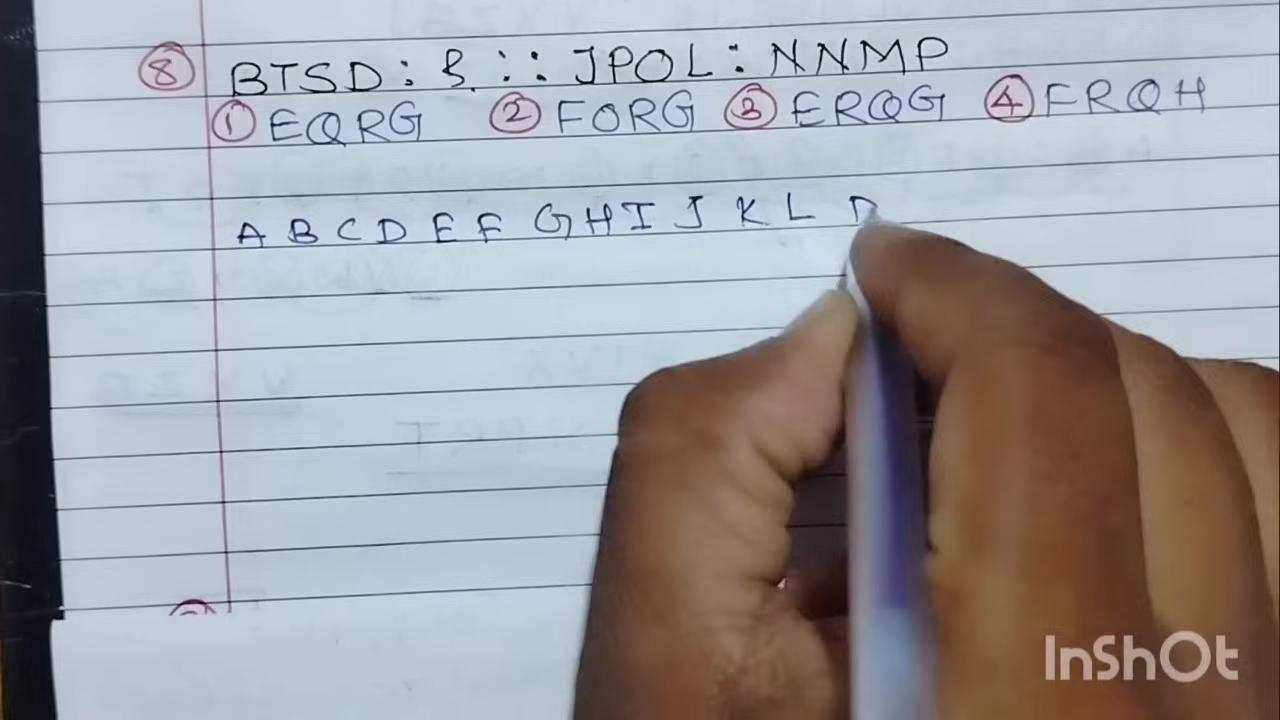 8 BTSD : ? :: JPOL : NNMP
1 EQRG 2 FORG 3 ERQG 4 FRQH
A B C D E F G H I J K L
InShOt